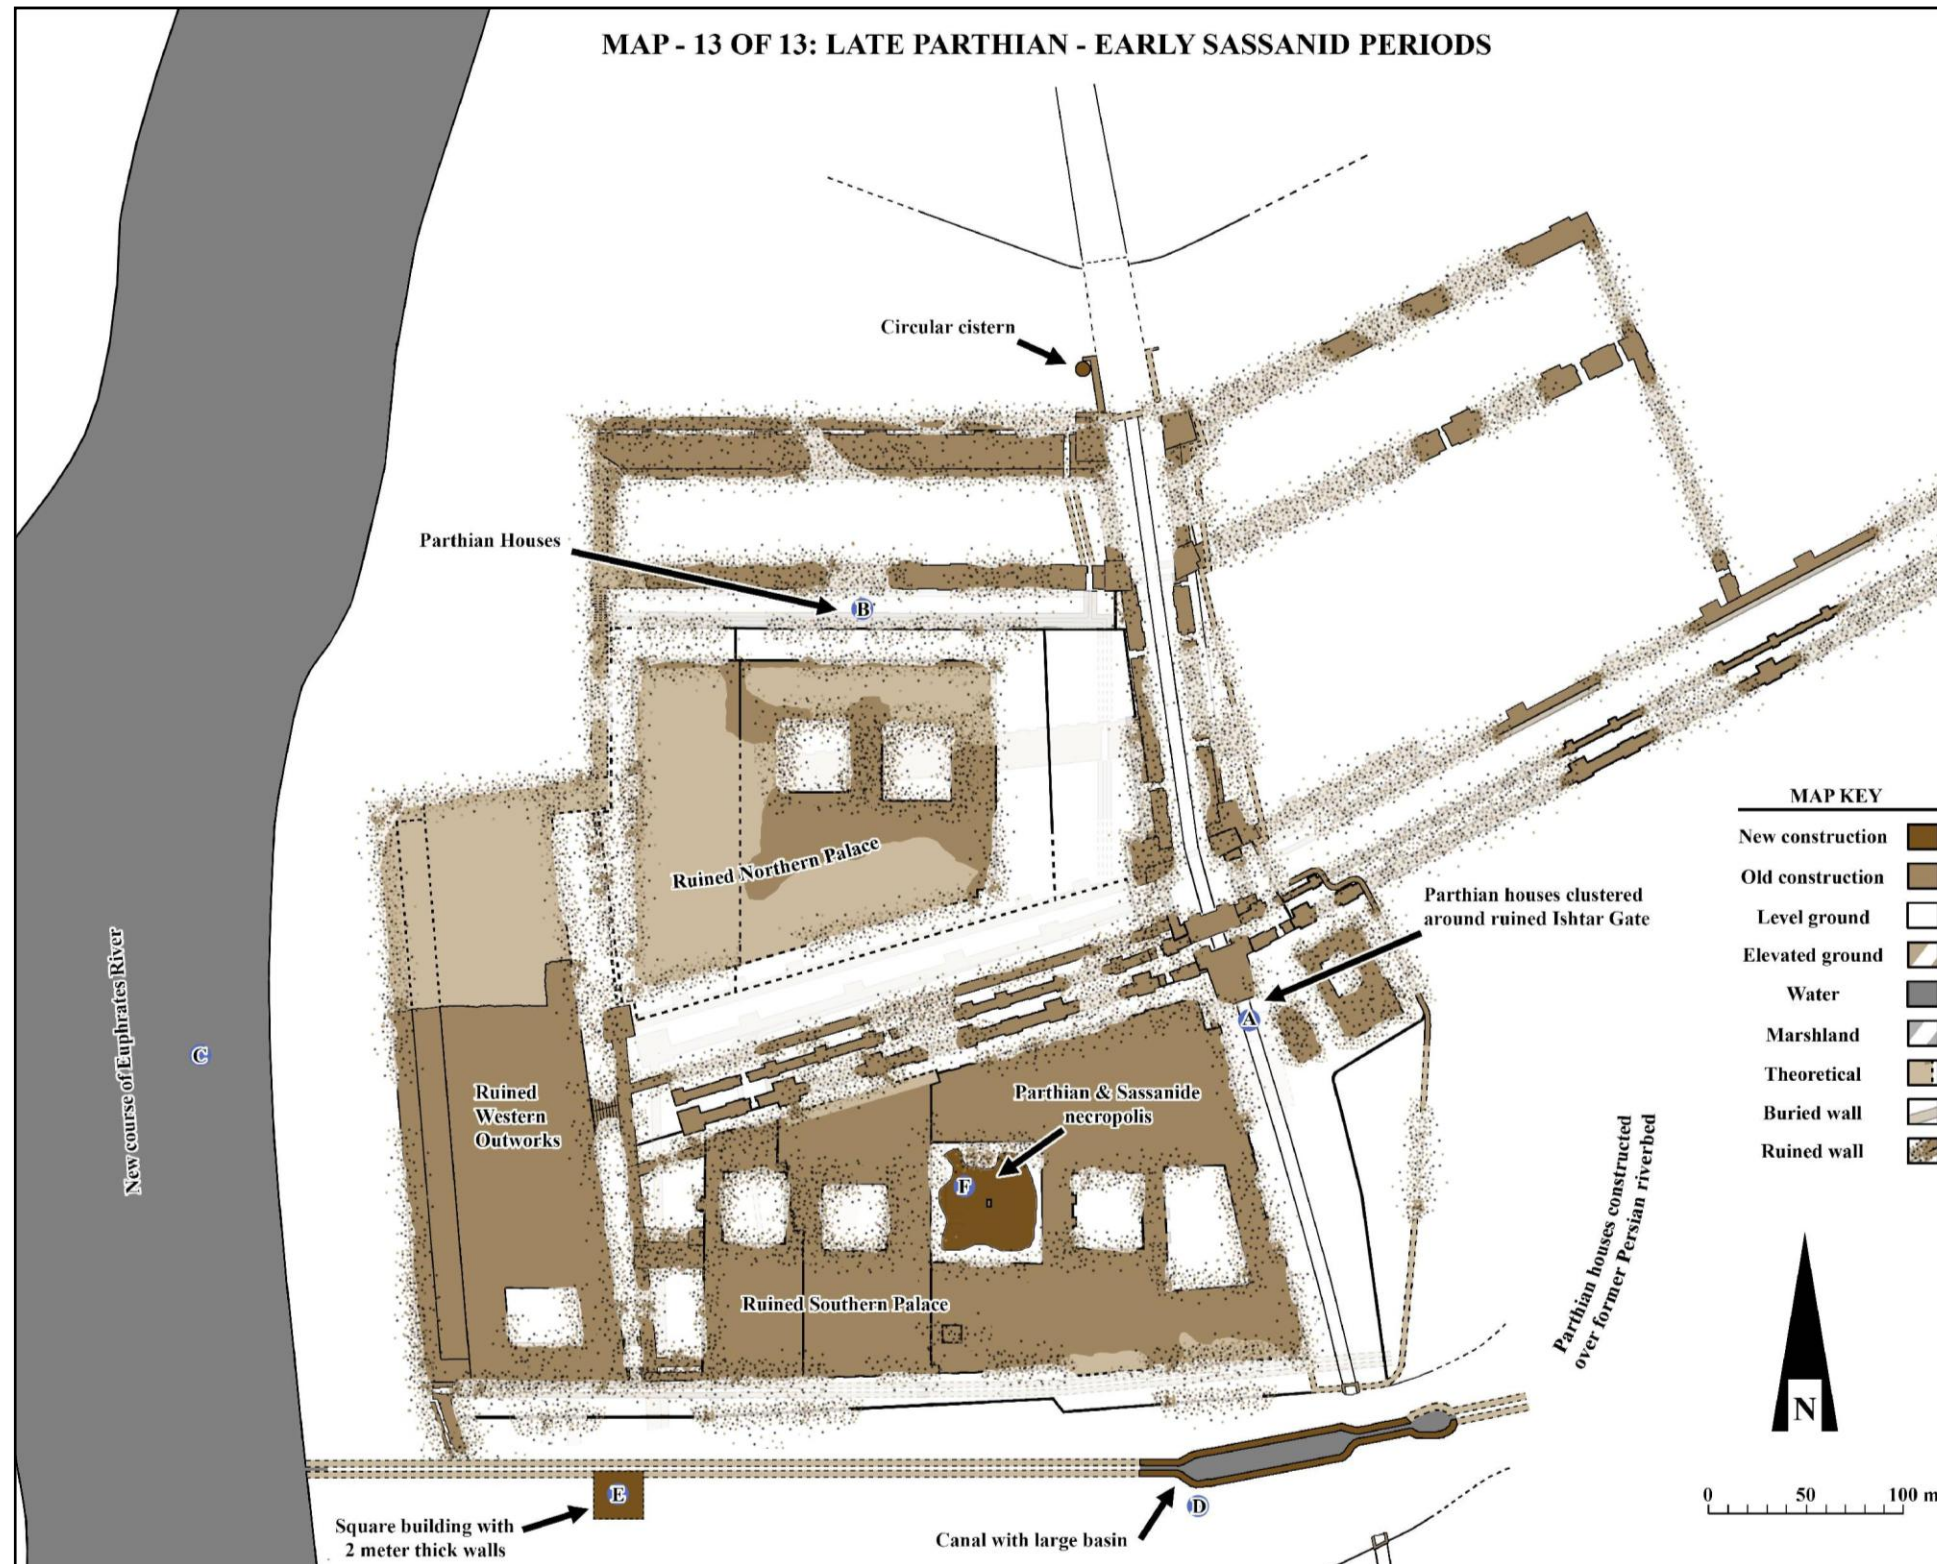 MAP - 13 OF 13: LATE PARTHIAN - EARLY SASSANID PERIODS
Circular cistern
Parthian Houses
B
Ruined Northern Palace
MAP KEY
New construction
Old construction
Level ground
Elevated ground
Water
Marshland
Theoretical
Buried wall
Ruined wall
Parthian houses clustered
around ruined Ishtar Gate
A
New course of Euphrates River
C
Ruined
Western
Outworks
Parthian & Sassanide
necropolis
F
Ruined Southern Palace
Parthian houses constructed
over former Persian riverbed
N
0 50 100 m
E
D
Square building with
2 meter thick walls
Canal with large basin